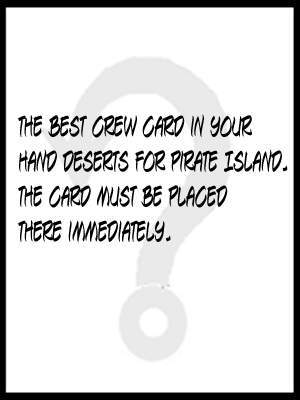 THE BEST CREW CARD IN YOUR
HAND DESERTS FOR PIRATE ISLAND.
THE CARD MUST BE PLACED
THERE IMMEDIATELY.